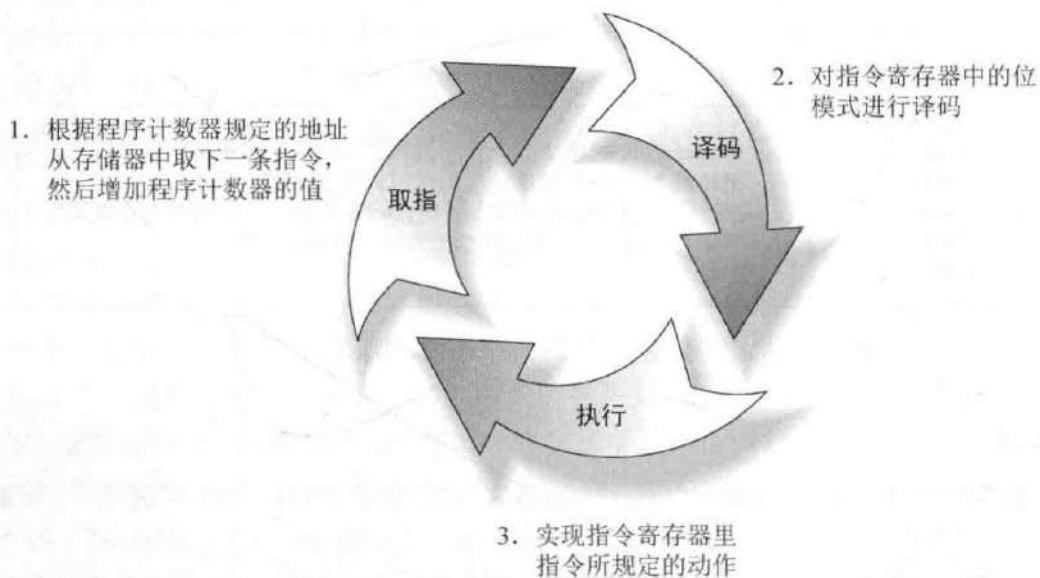 1. 根据程序计数器规定的地址
从存储器中取下一条指令，
然后增加程序计数器的值
取指
2. 对指令寄存器中的位
模式进行译码
译码
执行
3. 实现指令寄存器里
指令所规定的动作